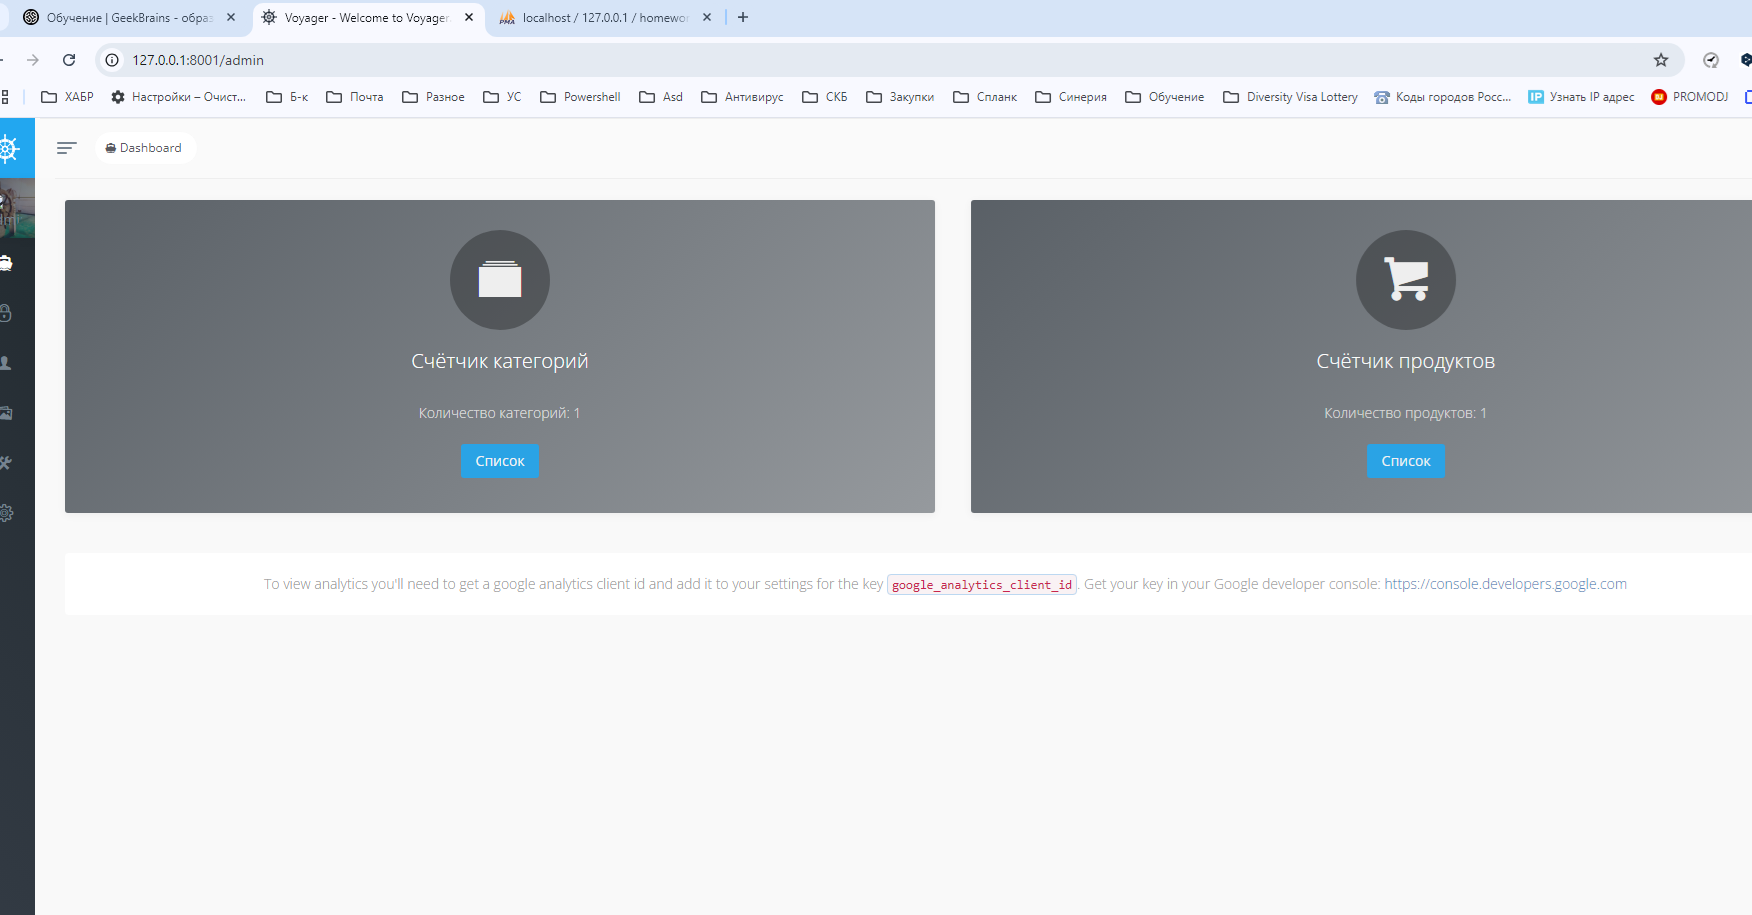 Обучение | GeekBrains - образ
Voyager - Welcome to Voyager.
PMA localhost / 127.0.0.1 / homewor
127.0.0.1:8001/admin
ХАБР Настройки – Очист... Б-к Почта Разное УС Powershell Asd Антивирус СКБ Закупки Спланк Синерия Обучение Diversity Visa Lottery Коды городов Росс... IP Узнать IP адрес PROMODJ
Dashboard
Счётчик категорий
Количество категорий: 1
Список
Счётчик продуктов
Количество продуктов: 1
Список
To view analytics you'll need to get a google analytics client id and add it to your settings for the key google_analytics_client_id. Get your key in your Google developer console: https://console.developers.google.com